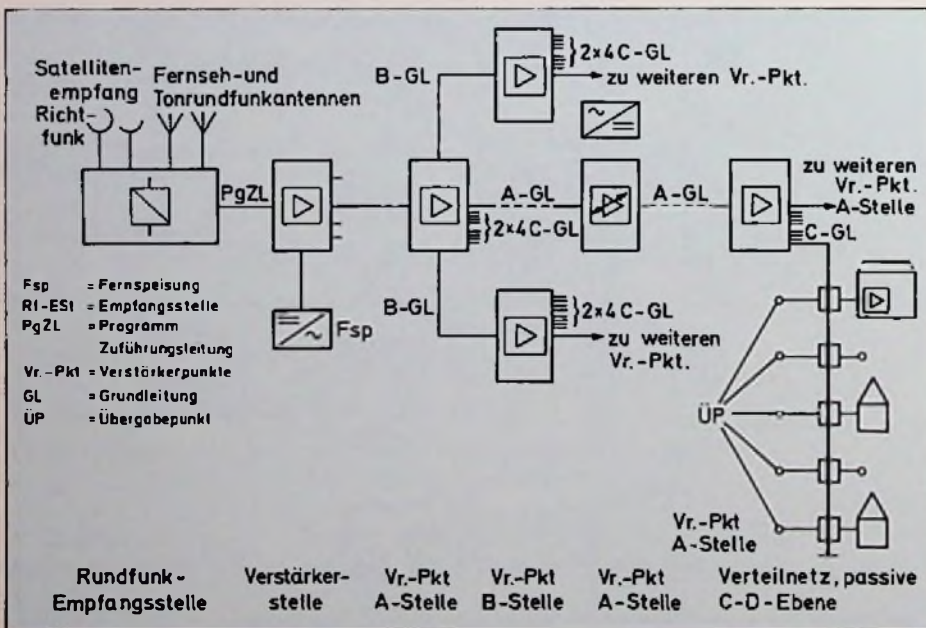 Satelliten-
empfang
Richt-
funk
Fernseh-und
Tonrundfunkantennen
PgZL
B-GL
}2×4C-GL
zu weiteren Vr.-Pkt.
A-GL
}2×4C-GL
A-GL
zu weiteren
Vr.-Pkt.
A-Stelle
C-GL
B-GL
}2×4C-GL
zu weiteren
Vr.-Pkt.
Fsp
Fsp = Fernspeisung
Rf-ESt = Empfangsstelle
PgZL = Programm
Zuführungsleitung
Vr.-Pkt = Verstärkerpunkte
GL = Grundleitung
ÜP = Übergabepunkt
ÜP
Vr.-Pkt
A-Stelle
Rundfunk-
Empfangsstelle
Verstärker-
stelle
Vr.-Pkt
A-Stelle
Vr.-Pkt
B-Stelle
Vr.-Pkt
A-Stelle
Verteilnetz, passive
C-D-Ebene